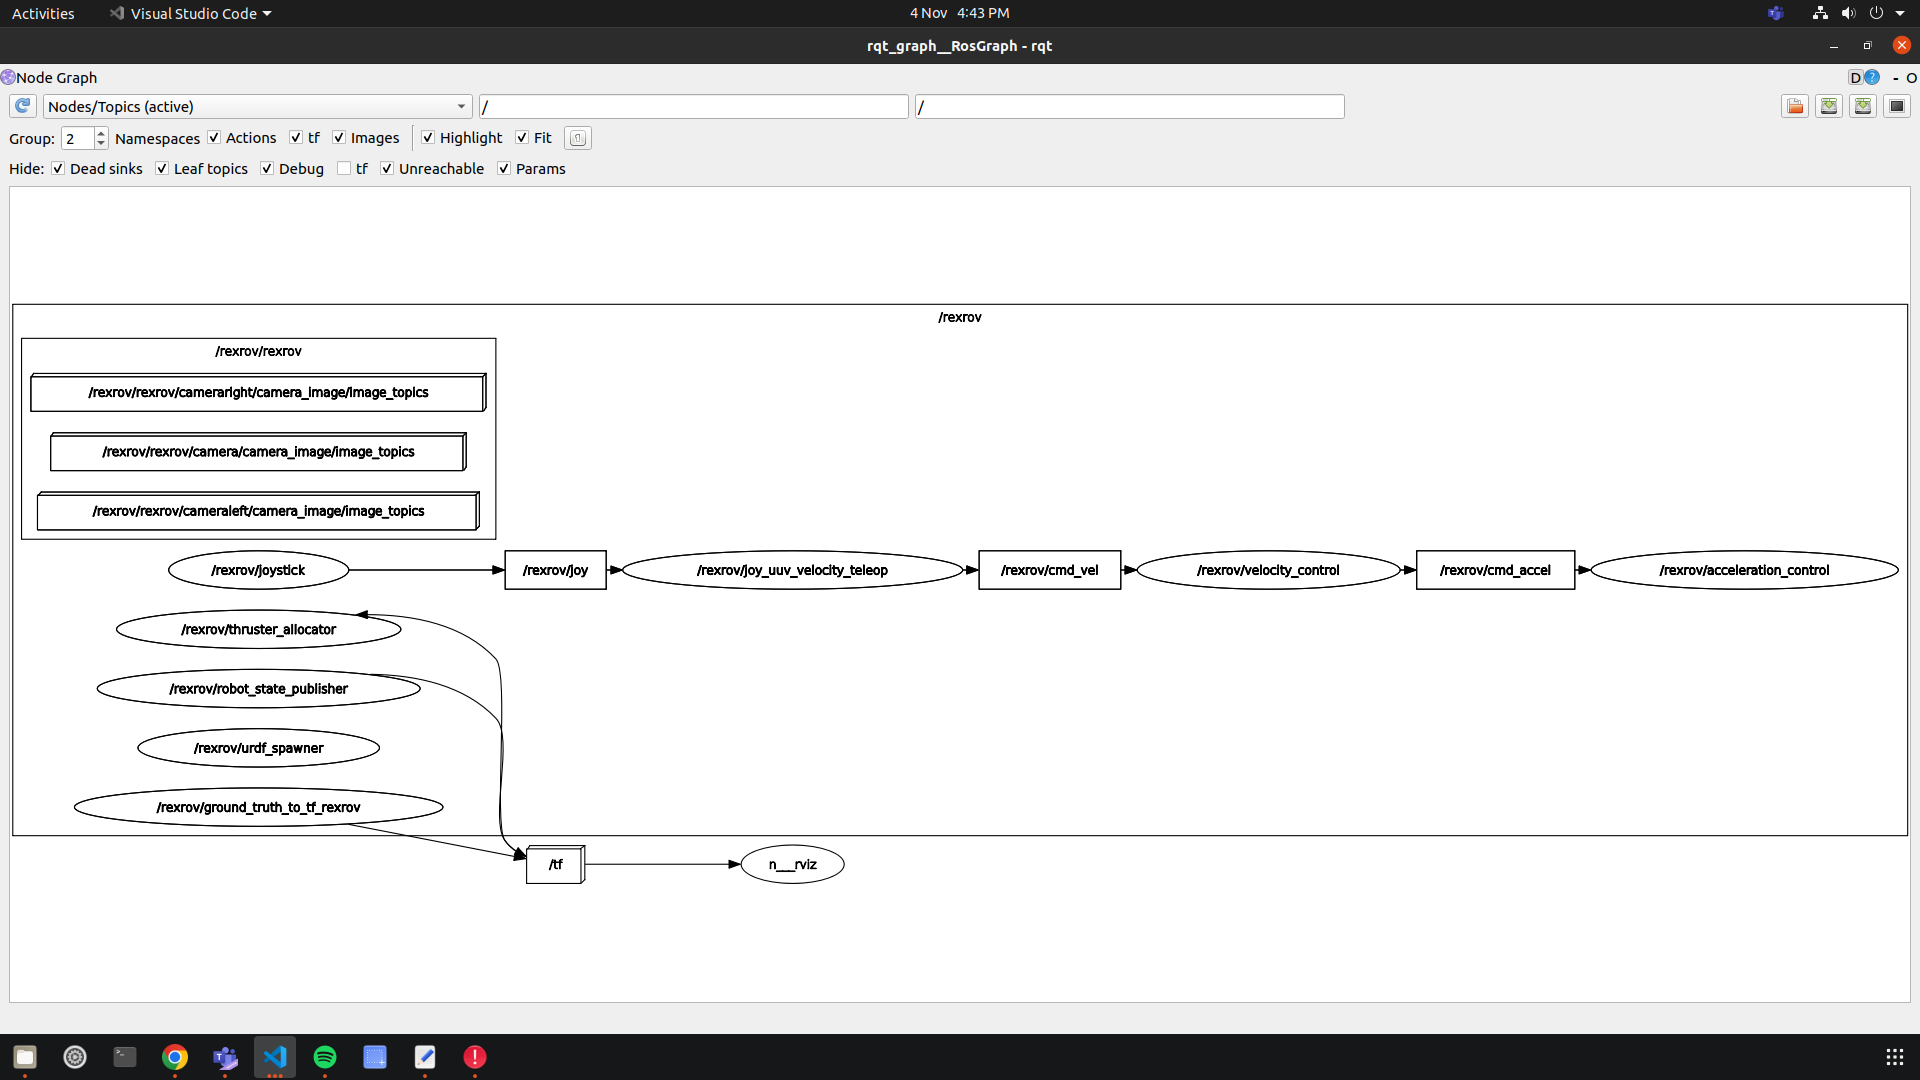 Activities
Visual Studio Code
4 Nov 4:43 PM
rqt_graph__RosGraph - rqt
Node Graph
D
?
- O
Nodes/Topics (active)
/
/
Group: 2 Namespaces Actions tf Images Highlight Fit
Hide: Dead sinks Leaf topics Debug tf Unreachable Params
/rexrov
/rexrov/rexrov
/rexrov/rexrov/cameraright/camera_image/image_topics
/rexrov/rexrov/camera/camera_image/image_topics
/rexrov/rexrov/cameraleft/camera_image/image_topics
/rexrov/joystick
/rexrov/joy
/rexrov/joy_uuv_velocity_teleop
/rexrov/cmd_vel
/rexrov/velocity_control
/rexrov/cmd_accel
/rexrov/acceleration_control
/rexrov/thruster_allocator
/rexrov/robot_state_publisher
/rexrov/urdf_spawner
/rexrov/ground_truth_to_tf_rexrov
/tf
n___rviz